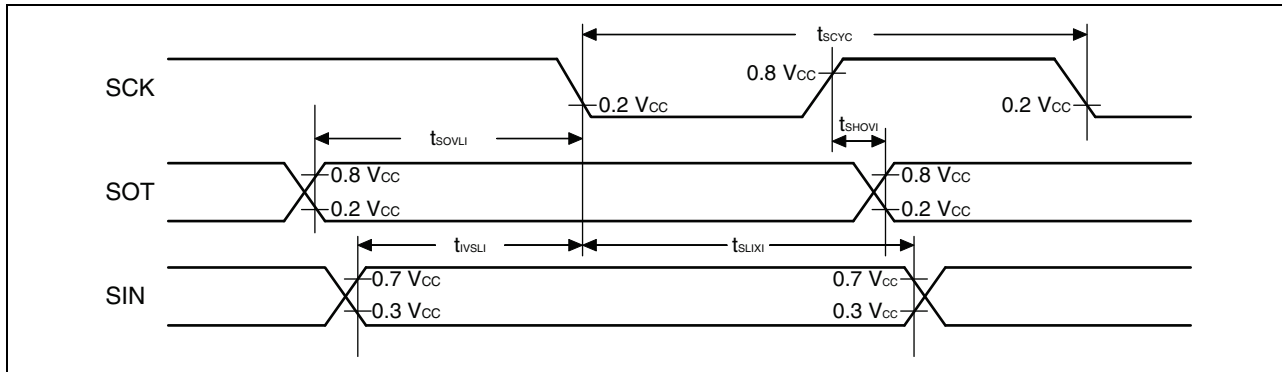 tSCYC
SCK
0.8 VCC
0.2 VCC
0.2 VCC
tSOVLI
tSHOVI
SOT
0.8 VCC
0.2 VCC
0.8 VCC
0.2 VCC
tIVSLI
tSLIXI
SIN
0.7 VCC
0.3 VCC
0.7 VCC
0.3 VCC